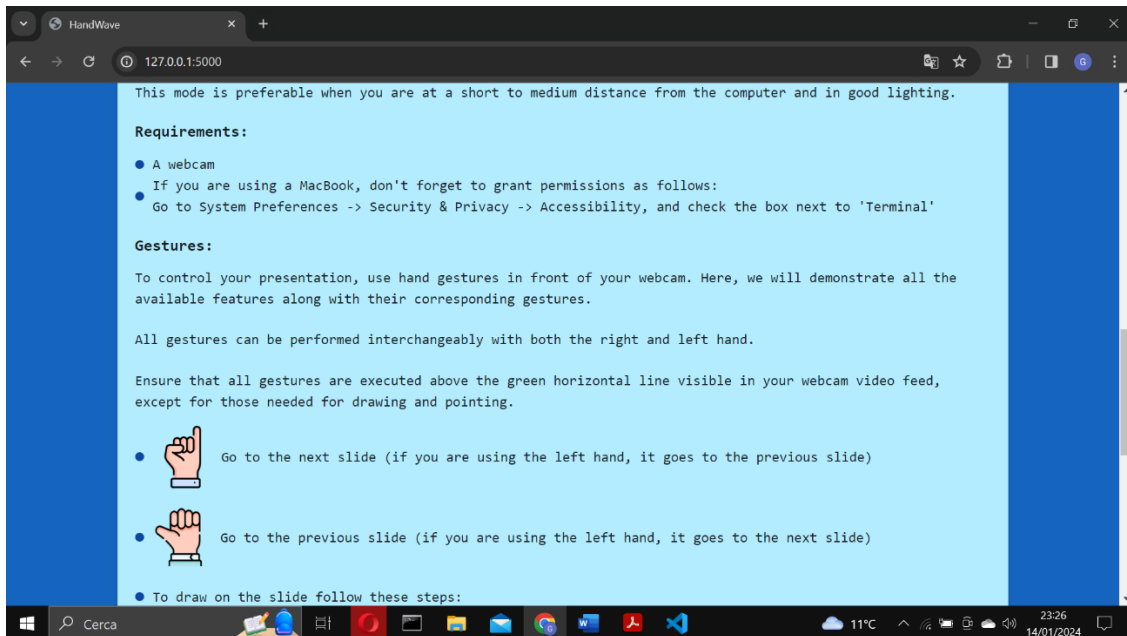 HandWave
127.0.0.1:5000
G
This mode is preferable when you are at a short to medium distance from the computer and in good lighting.
Requirements:
A webcam
If you are using a MacBook, don't forget to grant permissions as follows:
Go to System Preferences -> Security & Privacy -> Accessibility, and check the box next to 'Terminal'
Gestures:
To control your presentation, use hand gestures in front of your webcam. Here, we will demonstrate all the
available features along with their corresponding gestures.
All gestures can be performed interchangeably with both the right and left hand.
Ensure that all gestures are executed above the green horizontal line visible in your webcam video feed,
except for those needed for drawing and pointing.
Go to the next slide (if you are using the left hand, it goes to the previous slide)
Go to the previous slide (if you are using the left hand, it goes to the next slide)
To draw on the slide follow these steps:
Cerca
11°C
23:26
14/01/2024